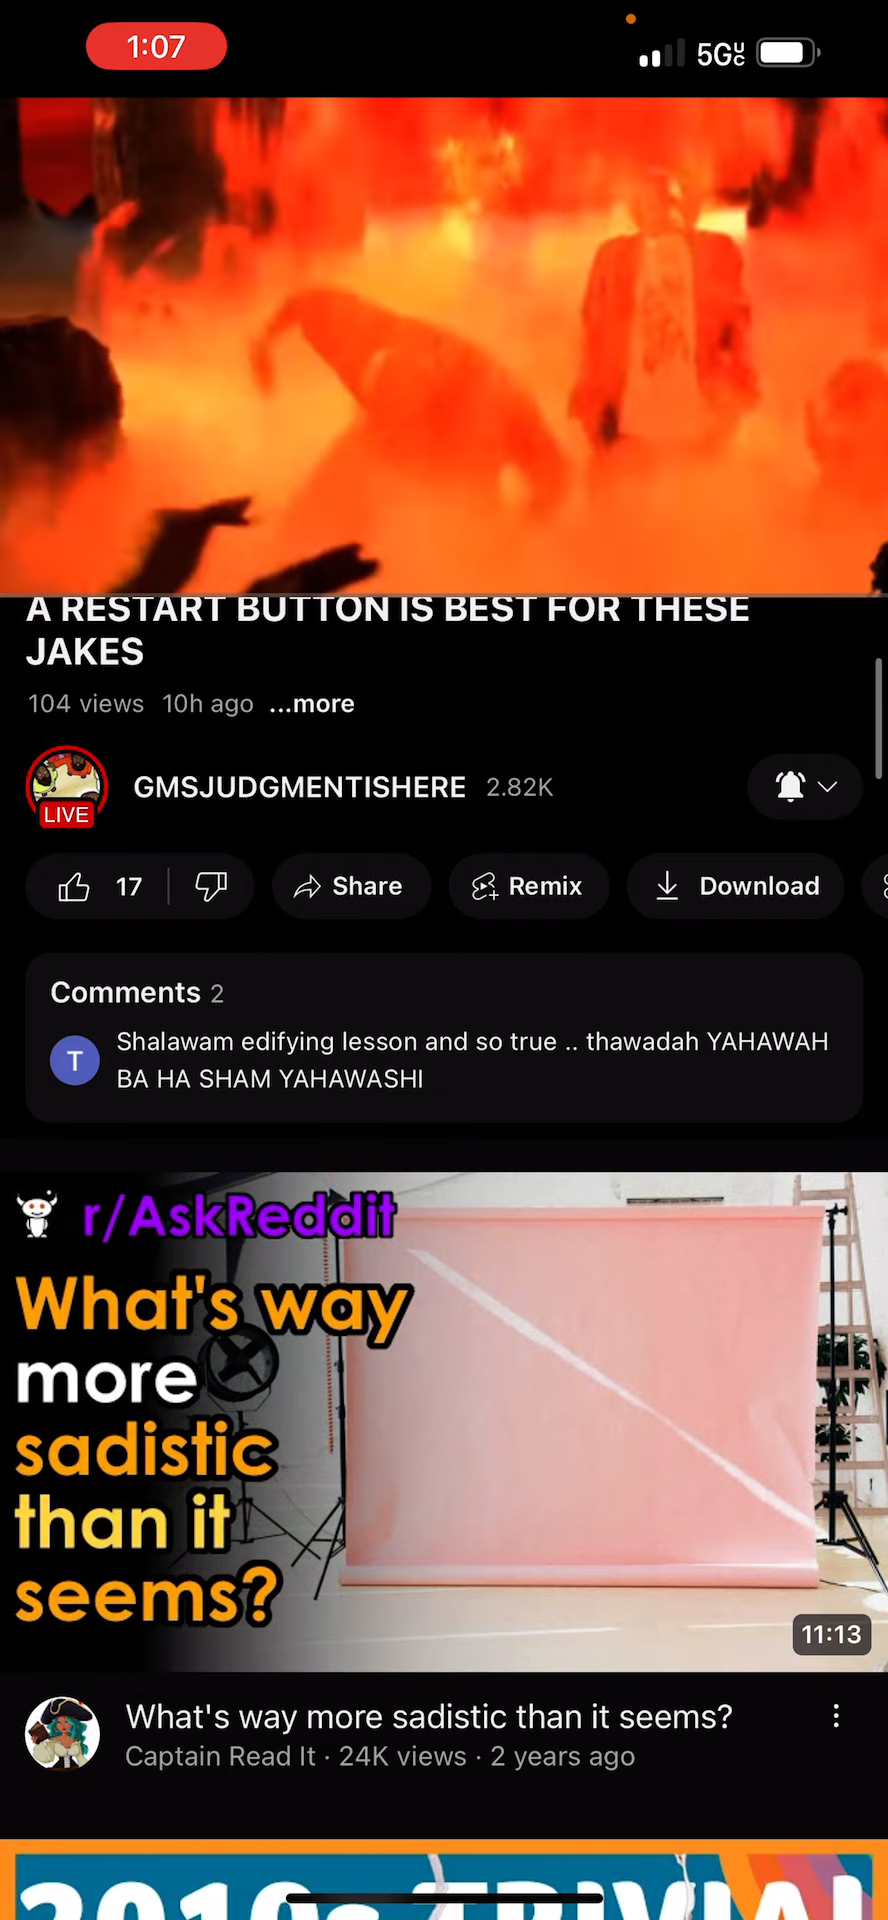 1:07
5G UC
A RESTART BUTTON IS BEST FOR THESE
JAKES
104 views 10h ago ...more
LIVE
GMSJUDGMENTISHERE 2.82K
17
Share
Remix
Download
Comments 2
T
Shalawam edifying lesson and so true .. thawadah YAHAWAH
BA HA SHAM YAHAWASHI
r/AskReddit
What's way
more
sadistic
than it
seems?
11:13
What's way more sadistic than it seems?
Captain Read It · 24K views · 2 years ago
2010s TRIVIA